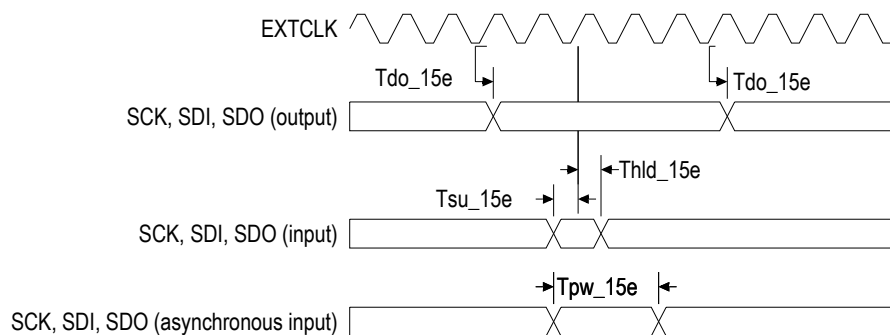 EXTCLK
Tdo_15e
Tdo_15e
SCK, SDI, SDO (output)
Thld_15e
Tsu_15e
SCK, SDI, SDO (input)
Tpw_15e
SCK, SDI, SDO (asynchronous input)